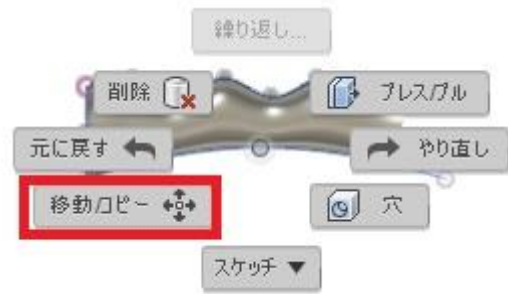 繰り返し...
削除
プレス/プル
元に戻す
やり直し
移動/コピー
穴
スケッチ ▼